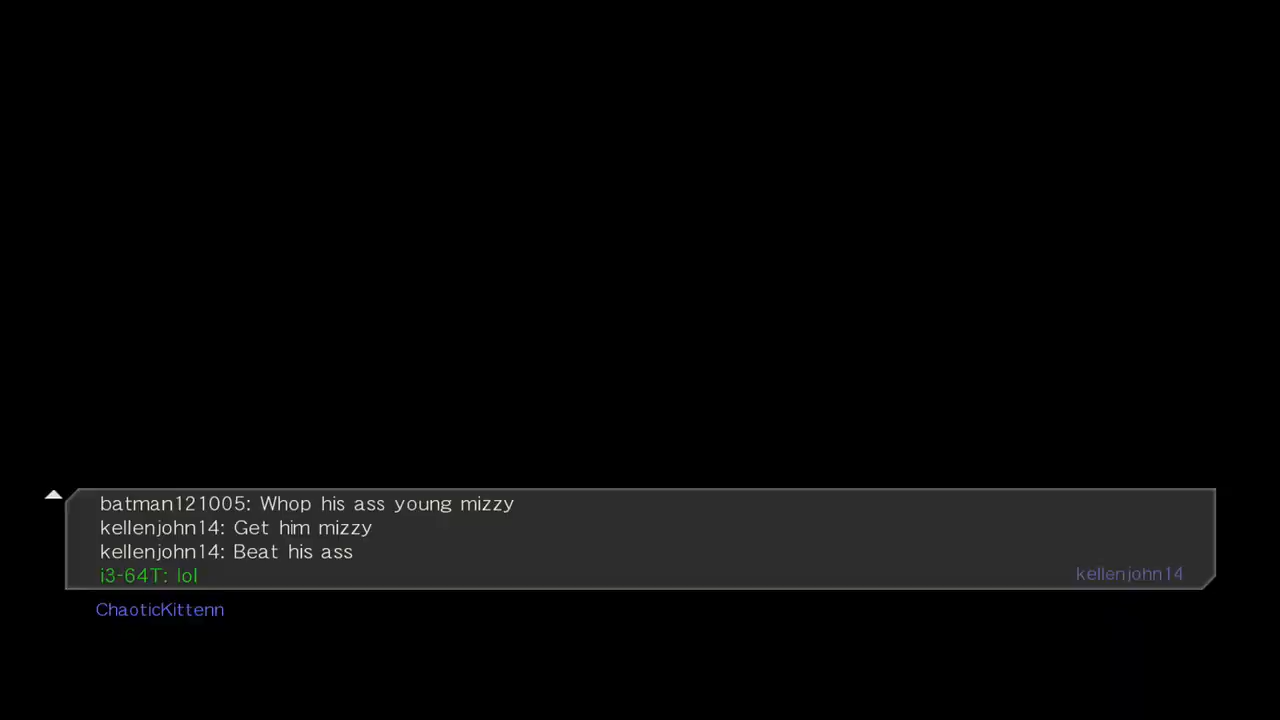 batman121005: Whop his ass young mizzy
kellenjohn14: Get him mizzy
kellenjohn14: Beat his ass
i3-64T: lol
kellenjohn14
ChaoticKittenn